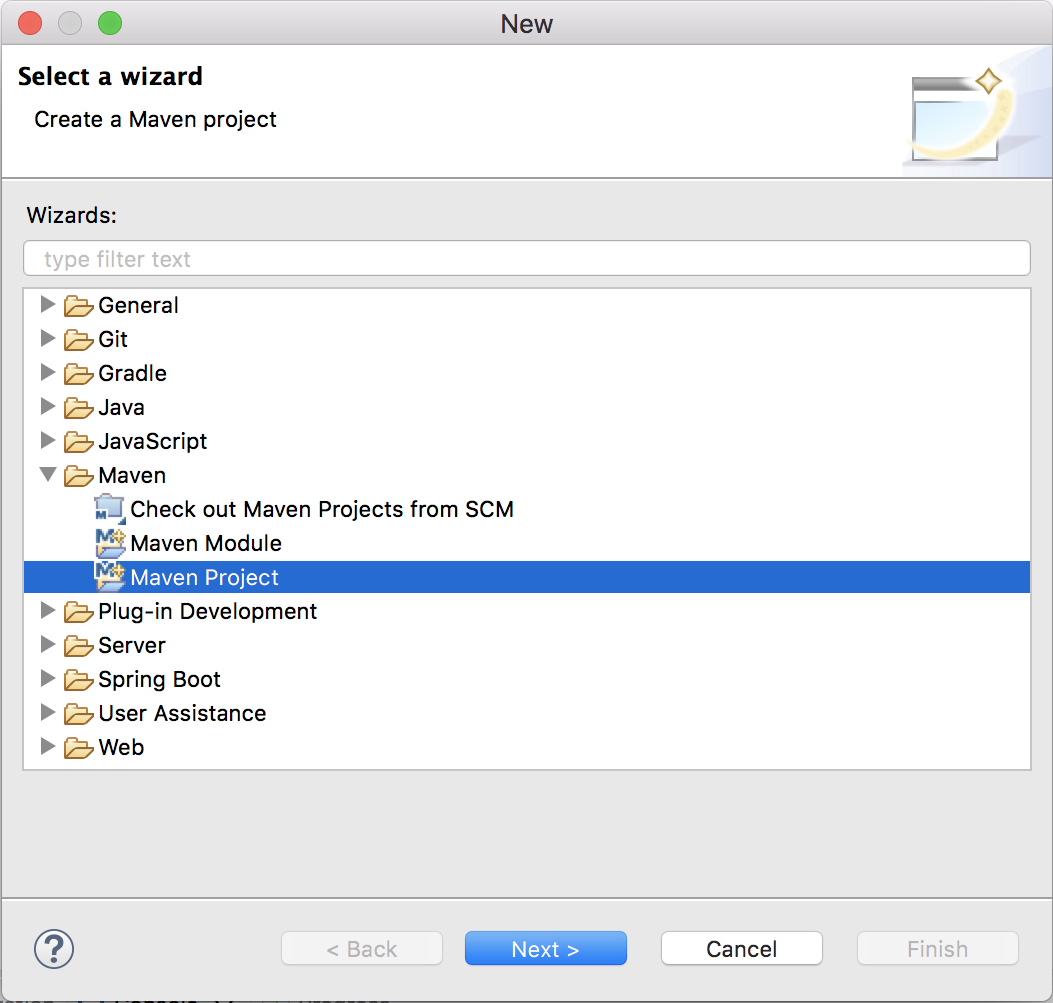 New
Select a wizard
Create a Maven project
Wizards:
type filter text
General
Git
Gradle
Java
JavaScript
Maven
Check out Maven Projects from SCM
Maven Module
Maven Project
Plug-in Development
Server
Spring Boot
User Assistance
Web
? < Back Next > Cancel Finish